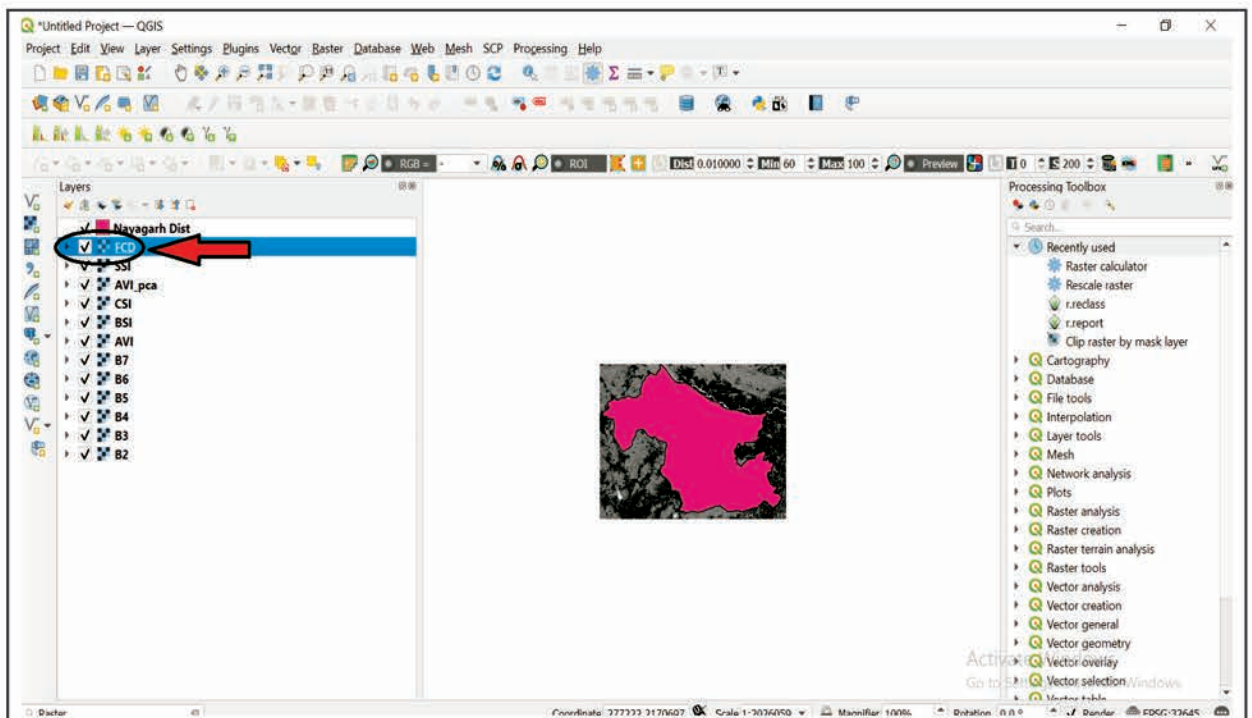 *Untitled Project — QGIS
Project Edit View Layer Settings Plugins Vector Raster Database Web Mesh SCP Processing Help
RGB = -
ROI
Dist 0.010000 Min 60 Max 100
Preview
T 0 S 200
Layers
Nayagarh Dist
FCD
SSI
AVI_pca
CSI
BSI
AVI
B7
B6
B5
B4
B3
B2
Processing Toolbox
Search...
Recently used
Raster calculator
Rescale raster
r.reclass
r.report
Clip raster by mask layer
Cartography
Database
File tools
Interpolation
Layer tools
Mesh
Network analysis
Plots
Raster analysis
Raster creation
Raster terrain analysis
Raster tools
Vector analysis
Vector creation
Vector general
Vector geometry
Vector overlay
Vector selection
Vector table
Activate Windows
Go to Windows
Raster
Coordinate 277222 2170697 Scale 1:2026059 Magnifier 100% Rotation 0.0 ° Render EPSG:32645